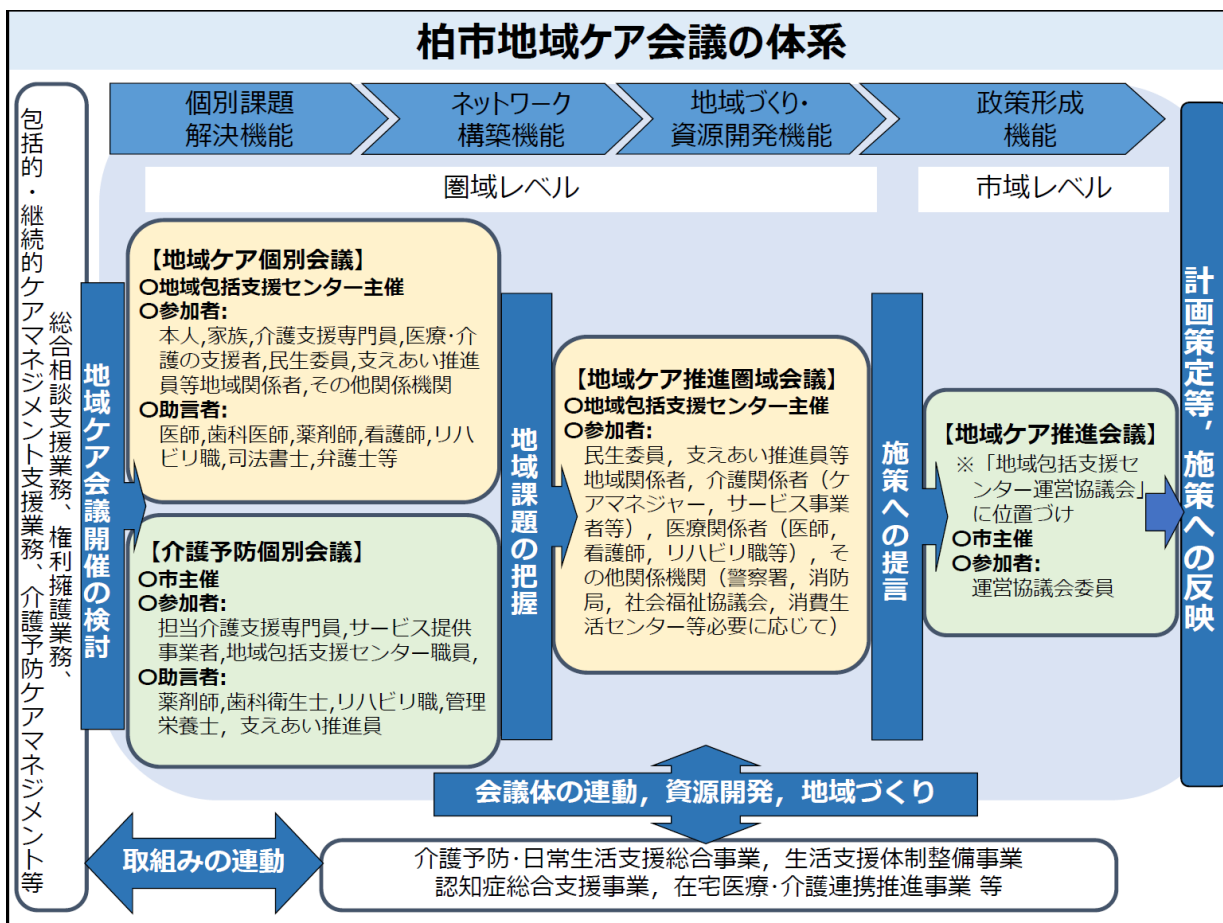 柏市地域ケア会議の体系
個別課題
解決機能
ネットワーク
構築機能
地域づくり・
資源開発機能
政策形成
機能
圏域レベル
市域レベル
総合相談支援業務、権利擁護業務、
包括的・継続的ケアマネジメント支援業務、介護予防ケアマネジメント等
地域ケア会議開催の検討
【地域ケア個別会議】
〇地域包括支援センター主催
〇参加者:
本人,家族,介護支援専門員,医療・介
護の支援者,民生委員,支えあい推進
員等地域関係者,その他関係機関
〇助言者:
医師,歯科医師,薬剤師,看護師,リハ
ビリ職,司法書士,弁護士等
【介護予防個別会議】
〇市主催
〇参加者:
担当介護支援専門員,サービス提供
事業者,地域包括支援センター職員,
〇助言者:
薬剤師,歯科衛生士,リハビリ職,管理
栄養士，支えあい推進員
地域課題の把握
【地域ケア推進圏域会議】
〇地域包括支援センター主催
〇参加者:
民生委員，支えあい推進員等
地域関係者，介護関係者（ケ
アマネジャー，サービス事業
者等），医療関係者（医師，
看護師，リハビリ職等），そ
の他関係機関（警察署，消防
局，社会福祉協議会，消費生
活センター等必要に応じて）
施策への提言
【地域ケア推進会議】
※「地域包括支援セ
ンター運営協議会」
に位置づけ
〇市主催
〇参加者:
運営協議会委員
計画策定等，施策への反映
会議体の連動，資源開発，地域づくり
取組みの連動
介護予防・日常生活支援総合事業，生活支援体制整備事業
認知症総合支援事業，在宅医療・介護連携推進事業 等